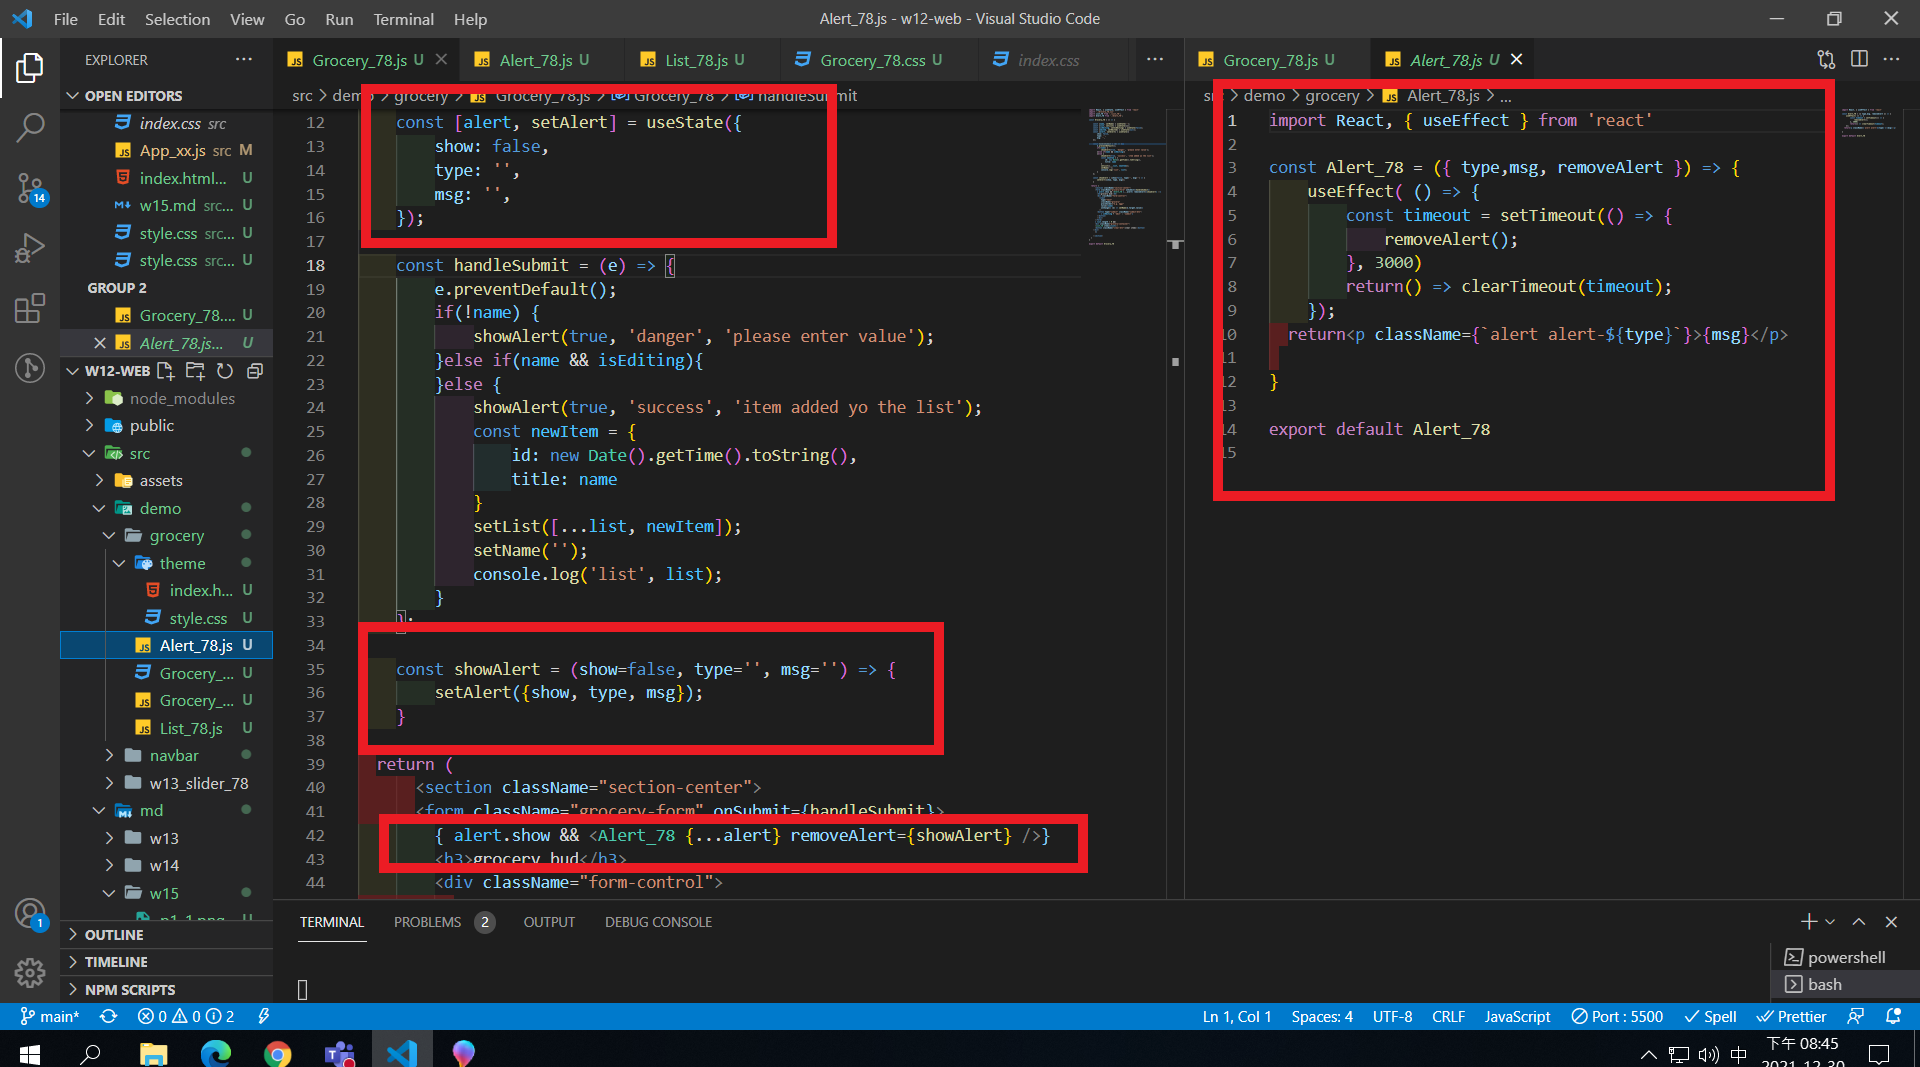 File Edit Selection View Go Run Terminal Help
Alert_78.js - w12-web - Visual Studio Code
EXPLORER
OPEN EDITORS
index.css src
App_xx.js src M
index.html... U
w15.md src... U
style.css src... U
style.css src... U
GROUP 2
Grocery_78.... U
Alert_78.js... U
W12-WEB
node_modules
public
src
assets
demo
grocery
theme
index.h... U
style.css U
Alert_78.js U
Grocery_... U
Grocery_... U
List_78.js U
navbar
w13_slider_78
md
w13
w14
w15
p1_1.png U
OUTLINE
TIMELINE
NPM SCRIPTS
14
1
Grocery_78.js U
Alert_78.js U
List_78.js U
Grocery_78.css U
index.css
src > demo > grocery > Grocery_78.js > Grocery_78 > handleSubmit
12 const [alert, setAlert] = useState({
13 show: false,
14 type: '',
15 msg: '',
16 });
17
18 const handleSubmit = (e) => {
19 e.preventDefault();
20 if(!name) {
21 showAlert(true, 'danger', 'please enter value');
22 }else if(name && isEditing){
23 }else {
24 showAlert(true, 'success', 'item added yo the list');
25 const newItem = {
26 id: new Date().getTime().toString(),
27 title: name
28 }
29 setList([...list, newItem]);
30 setName('');
31 console.log('list', list);
32 }
33 };
34
35 const showAlert = (show=false, type='', msg='') => {
36 setAlert({show, type, msg});
37 }
38
39 return (
40 <section className="section-center">
41 <form className="grocery-form" onSubmit={handleSubmit}>
42 { alert.show && <Alert_78 {...alert} removeAlert={showAlert} />}
43 <h3>grocery bud</h3>
44 <div className="form-control">
Grocery_78.js U
Alert_78.js U
src > demo > grocery > Alert_78.js > ...
1 import React, { useEffect } from 'react'
2
3 const Alert_78 = ({ type,msg, removeAlert }) => {
4 useEffect( () => {
5 const timeout = setTimeout(() => {
6 removeAlert();
7 }, 3000)
8 return() => clearTimeout(timeout);
9 });
10 return<p className={`alert alert-${type}`}>{msg}</p>
11
12 }
13
14 export default Alert_78
15
TERMINAL PROBLEMS 2 OUTPUT DEBUG CONSOLE
powershell
bash
main* 0 0 2
Ln 1, Col 1 Spaces: 4 UTF-8 CRLF JavaScript Port : 5500 Spell Prettier
中
下午 08:45
2021-12-30